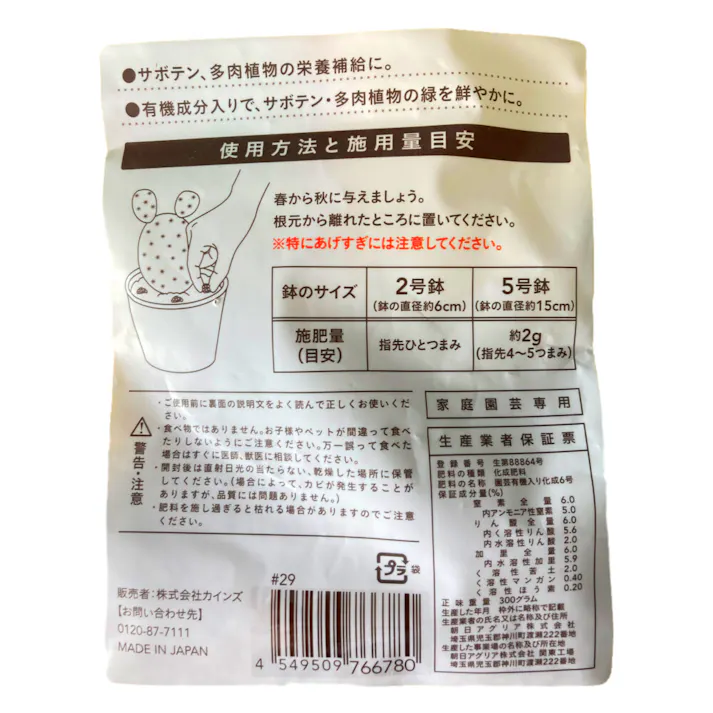 ●サボテン、多肉植物の栄養補給に。
●有機成分入りで、サボテン・多肉植物の緑を鮮やかに。
使用方法と施用量目安
春から秋に与えましょう。
根元から離れたところに置いてください。
※特にあげすぎには注意してください。
鉢のサイズ 2号鉢 (鉢の直径約6cm) 5号鉢 (鉢の直径約15cm)
施肥量 (目安) 指先ひとつまみ 約2g (指先4〜5つまみ)
警告・注意
・ご使用前に裏面の説明文をよく読んで正しくお使いくだ
さい。
・食べ物ではありません。お子様やペットが間違って食べ
たりしないようにご注意ください。万一誤って食べた
場合はすぐに医師、獣医に相談してください。
・開封後は直射日光の当たらない、乾燥した場所に保管
してください。(場合によって、カビが発生することが
ありますが、品質には問題ありません。)
・肥料を施し過ぎると枯れる場合がありますのでご注意
ください。
プラ 袋
販売者:株式会社カインズ
【お問い合わせ先】
0120-87-7111
MADE IN JAPAN
#29
4 549509 766780
家庭園芸専用
生産業者保証票
登録番号 生第88864号
肥料の種類 化成肥料
肥料の名称 園芸有機入り化成6号
保証成分量(%)
窒素全量 6.0
内アンモニア性窒素 5.0
りん酸全量 6.0
内く溶性りん酸 5.6
内水溶性りん酸 2.0
加里全量 6.0
内水溶性加里 5.9
く溶性苦土 2.0
く溶性マンガン 0.40
く溶性ほう素 0.20
正味重量 300グラム
生産した年月 枠外に略称で記載
生産業者の氏名又は名称及び住所
朝日アグリア株式会社
埼玉県児玉郡神川町渡瀬222番地
生産した事業場の名称及び所在地
朝日アグリア株式会社 関東工場
埼玉県児玉郡神川町渡瀬222番地